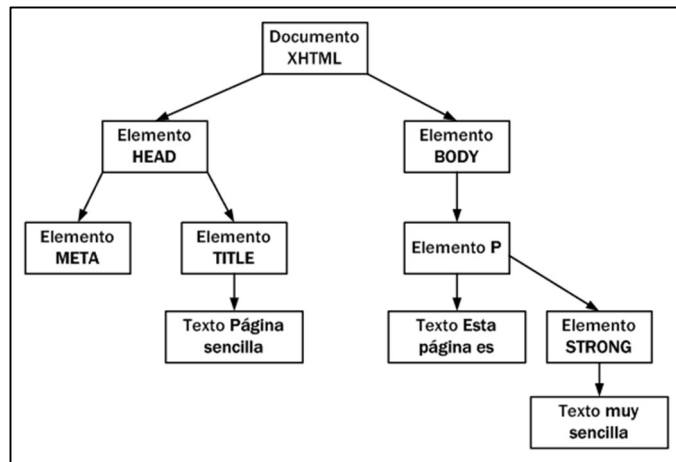 Documento
XHTML
Elemento
HEAD
Elemento
BODY
Elemento
META
Elemento
TITLE
Elemento P
Texto Página
sencilla
Texto Esta
página es
Elemento
STRONG
Texto muy
sencilla